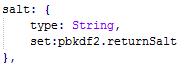 salt: {
type: String,
set:pbkdf2.returnSalt
},